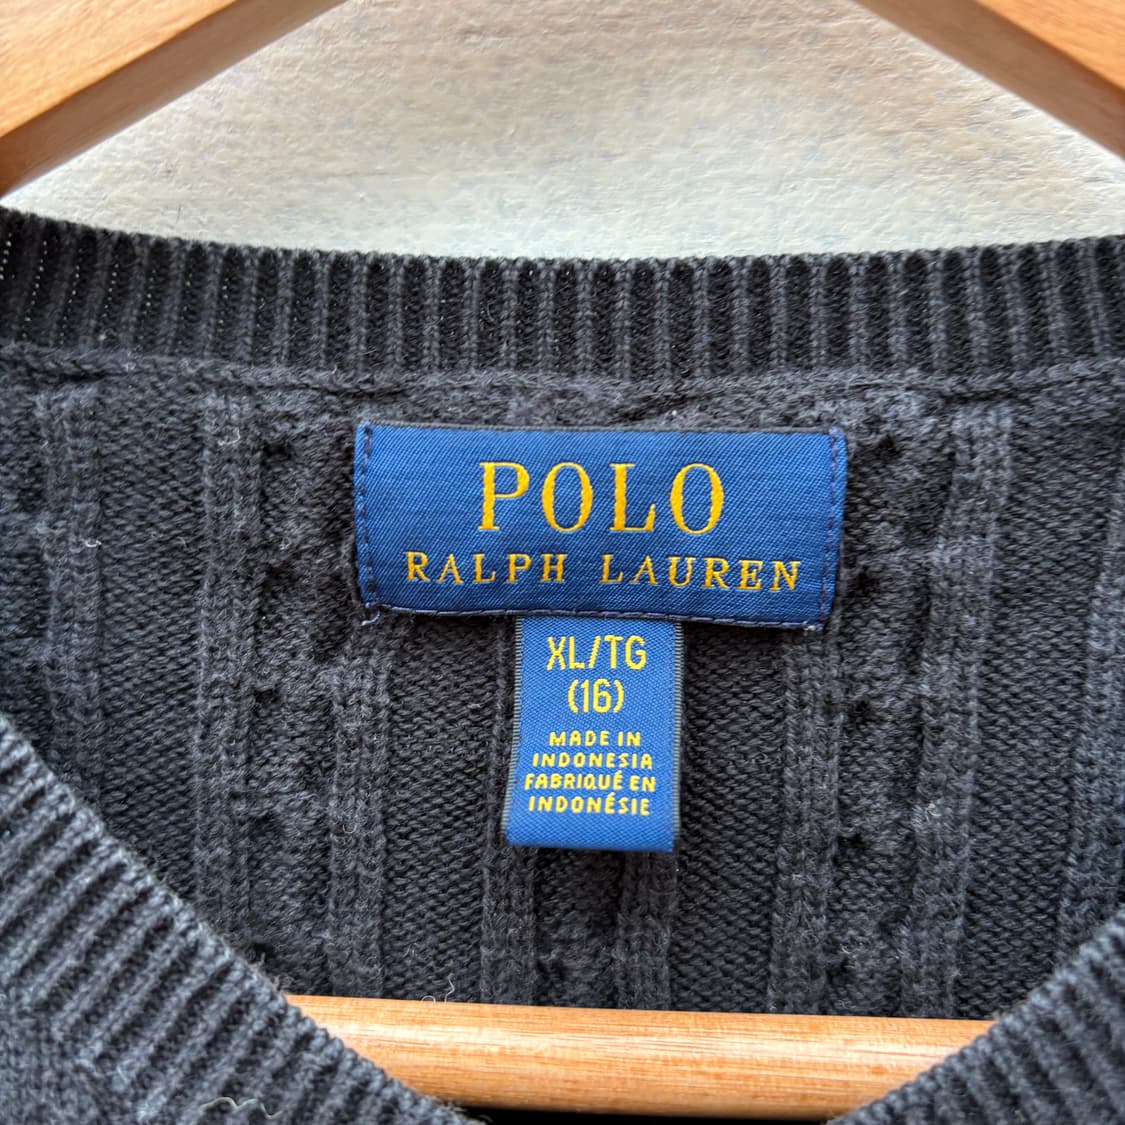 POLO
RALPH LAUREN
XL/TG
(16)
MADE IN
INDONESIA
FABRIQUÉ EN
INDONÉSIE